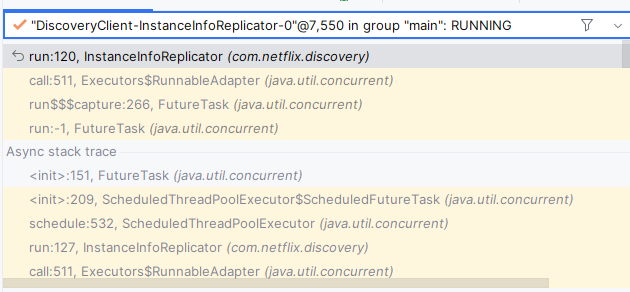 "DiscoveryClient-InstanceInfoReplicator-0"@7,550 in group "main": RUNNING
run:120, InstanceInfoReplicator (com.netflix.discovery)
call:511, Executors$RunnableAdapter (java.util.concurrent)
run$$$capture:266, FutureTask (java.util.concurrent)
run:-1, FutureTask (java.util.concurrent)
Async stack trace
<init>:151, FutureTask (java.util.concurrent)
<init>:209, ScheduledThreadPoolExecutor$ScheduledFutureTask (java.util.concurrent)
schedule:532, ScheduledThreadPoolExecutor (java.util.concurrent)
run:127, InstanceInfoReplicator (com.netflix.discovery)
call:511, Executors$RunnableAdapter (java.util.concurrent)